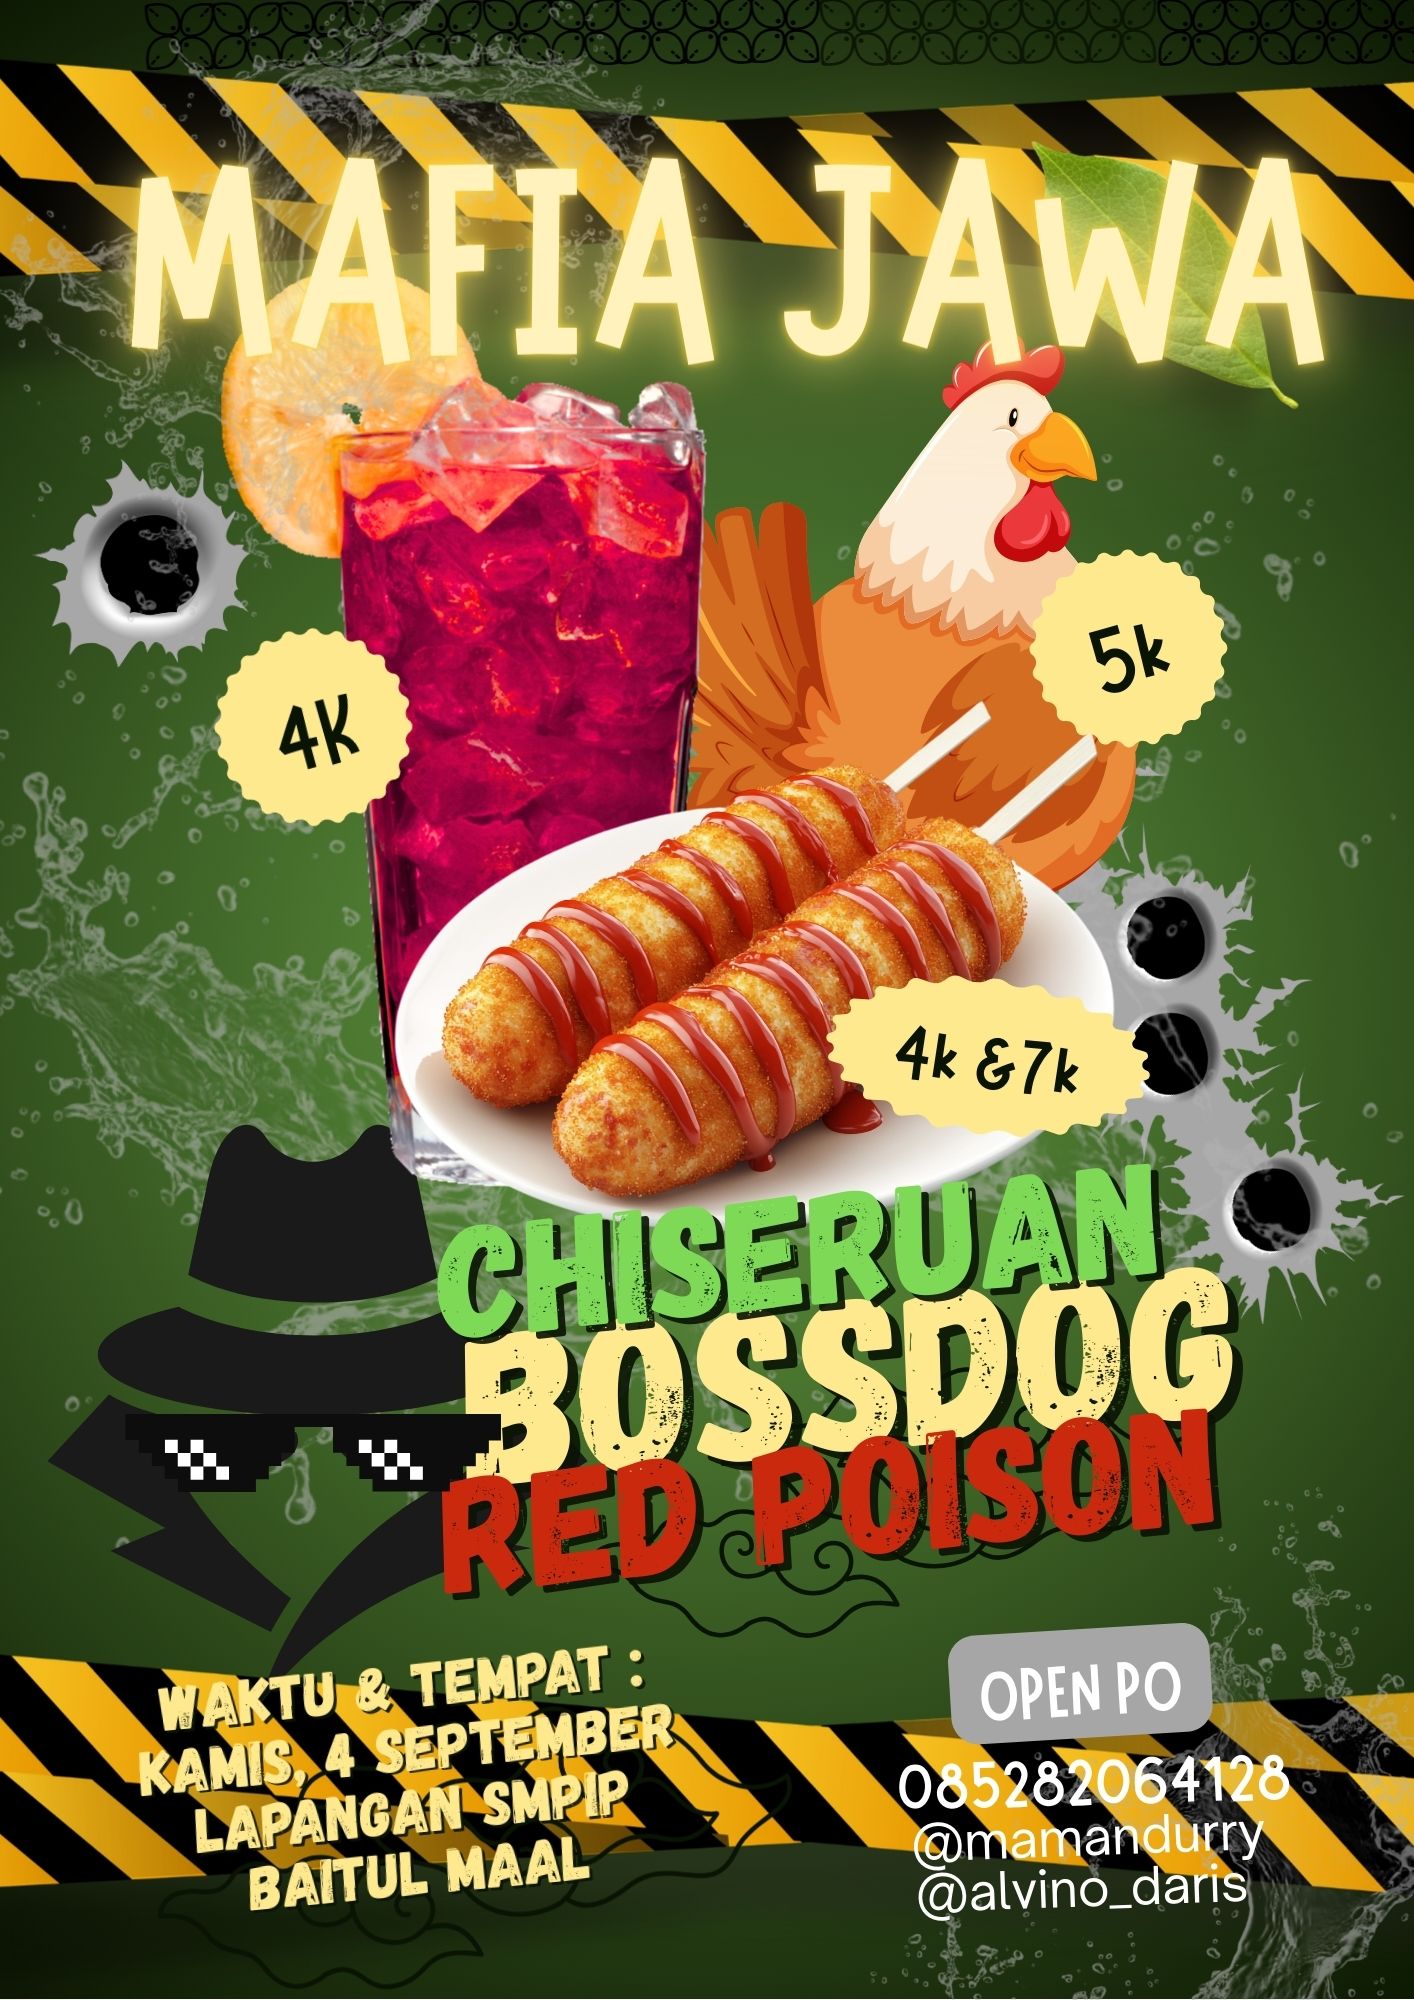 MAFIA JAWA
4K
5k
4k & 7k
CHISERUAN
BOSSDOG
RED POISON
WAKTU & TEMPAT :
KAMIS, 4 SEPTEMBER
LAPANGAN SMPIP
BAITUL MAAL
OPEN PO
085282064128
@mamandurry
@alvino_daris